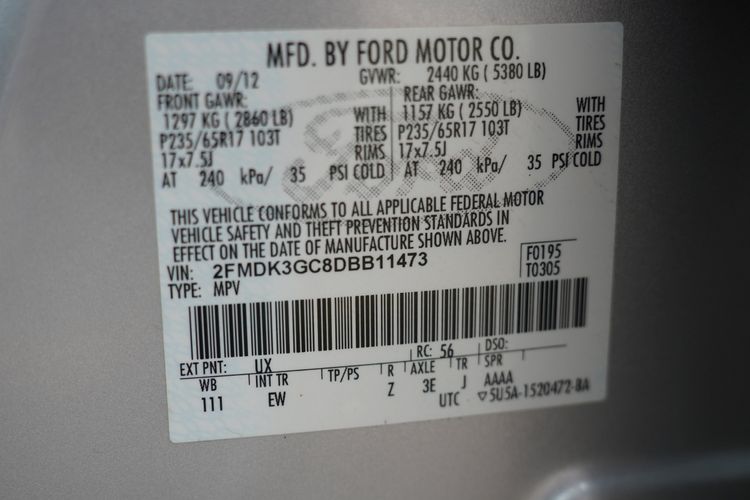 MFD. BY FORD MOTOR CO.
DATE: 09/12 GVWR: 2440 KG ( 5380 LB)
FRONT GAWR: REAR GAWR:
1297 KG ( 2860 LB) WITH 1157 KG ( 2550 LB) WITH
P235/65R17 103T TIRES P235/65R17 103T TIRES
17x7.5J RIMS 17x7.5J RIMS
AT 240 kPa/ 35 PSI COLD AT 240 kPa/ 35 PSI COLD
THIS VEHICLE CONFORMS TO ALL APPLICABLE FEDERAL MOTOR
VEHICLE SAFETY AND THEFT PREVENTION STANDARDS IN
EFFECT ON THE DATE OF MANUFACTURE SHOWN ABOVE.
VIN: 2FMDK3GC8DBB11473 F0195
TYPE: MPV T0305
EXT PNT: UX RC: 56 DSO:
WB INT TR TP/PS R AXLE TR SPR
111 EW Z 3E J AAAA
UTC ▽5U5A-1520472-BA